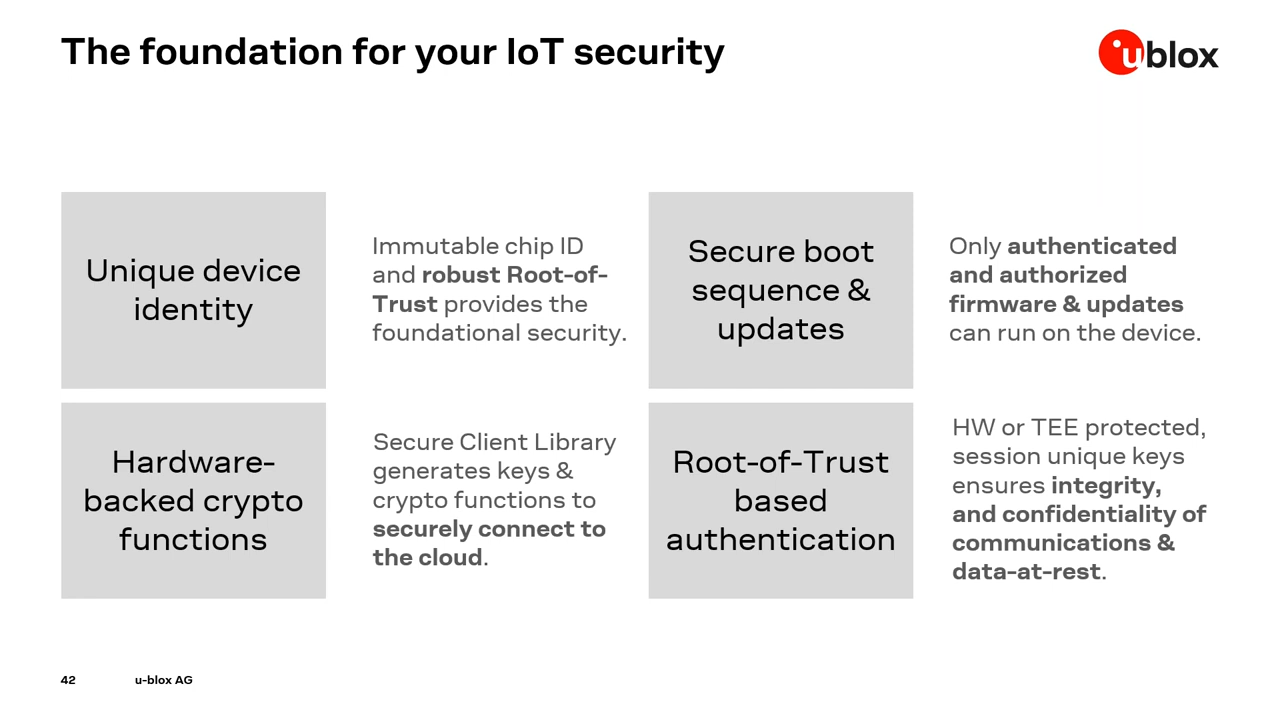 The foundation for your IoT security
ublox
Unique device
identity
Immutable chip ID
and robust Root-of-
Trust provides the
foundational security.
Secure boot
sequence &
updates
Only authenticated
and authorized
firmware & updates
can run on the device.
Hardware-
backed crypto
functions
Secure Client Library
generates keys &
crypto functions to
securely connect to
the cloud.
Root-of-Trust
based
authentication
HW or TEE protected,
session unique keys
ensures integrity,
and confidentiality of
communications &
data-at-rest.
42
u-blox AG